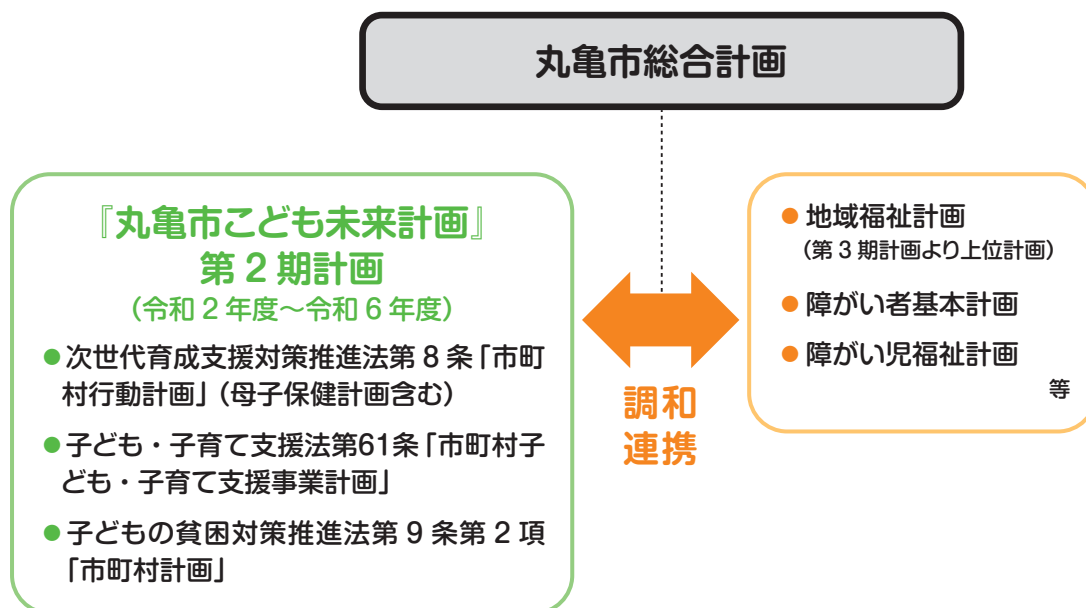 丸亀市総合計画
『丸亀市こども未来計画』
第2期計画
(令和2年度～令和6年度)
●次世代育成支援対策推進法第8条「市町
村行動計画」(母子保健計画含む)
●子ども・子育て支援法第61条「市町村子
ども・子育て支援事業計画」
●子どもの貧困対策推進法第9条第2項
「市町村計画」
調和
連携
●地域福祉計画
(第3期計画より上位計画)
●障がい者基本計画
●障がい児福祉計画
等